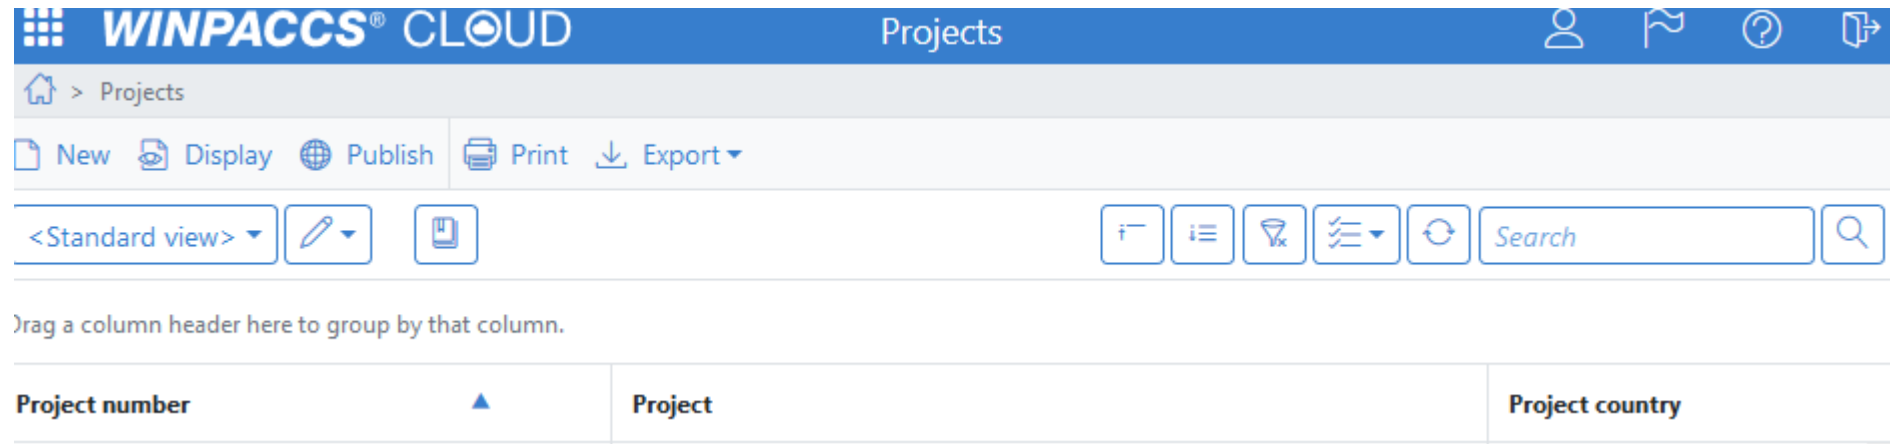 WINPACCS® CLOUD Projects
> Projects
New Display Publish Print Export
<Standard view> Search
Drag a column header here to group by that column.
Project number Project Project country